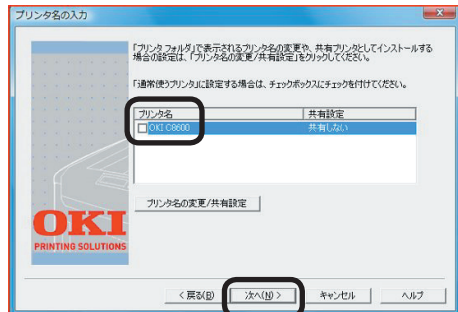 プリンタ名の入力
「プリンタ フォルダ」で表示されるプリンタ名の変更や、共有プリンタとしてインストールする
場合の設定は、「プリンタ名の変更/共有設定」をクリックしてください。
「通常使うプリンタ」に設定する場合は、チェックボックスにチェックを付けてください。
プリンタ名 共有設定
OKI C8600 共有しない
プリンタ名の変更/共有設定
OKI
PRINTING SOLUTIONS
< 戻る(B) 次へ(N) > キャンセル ヘルプ